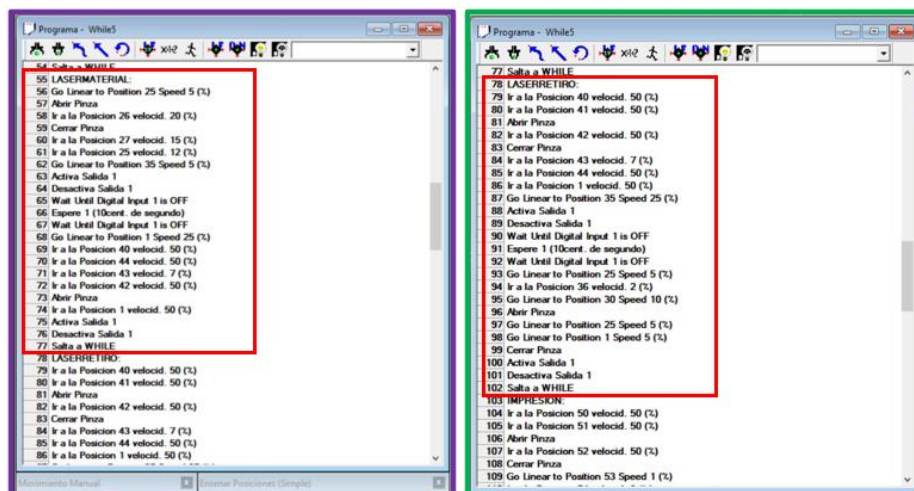 Programa - While5
54 Salta a WHILE
55 LASERMATERIAL:
56 Go Linear to Position 25 Speed 5 (%)
57 Abrir Pinza
58 Ir a la Posicion 26 velocid. 20 (%)
59 Cerrar Pinza
60 Ir a la Posicion 27 velocid. 15 (%)
61 Ir a la Posicion 25 velocid. 12 (%)
62 Go Linear to Position 35 Speed 5 (%)
63 Activa Salida 1
64 Desactiva Salida 1
65 Wait Until Digital Input 1 is OFF
66 Espere 1 (10cent. de segundo)
67 Wait Until Digital Input 1 is OFF
68 Go Linear to Position 1 Speed 25 (%)
69 Ir a la Posicion 40 velocid. 50 (%)
70 Ir a la Posicion 44 velocid. 50 (%)
71 Ir a la Posicion 43 velocid. 7 (%)
72 Ir a la Posicion 42 velocid. 50 (%)
73 Abrir Pinza
74 Ir a la Posicion 1 velocid. 50 (%)
75 Activa Salida 1
76 Desactiva Salida 1
77 Salta a WHILE
78 LASERRETIRO:
79 Ir a la Posicion 40 velocid. 50 (%)
80 Ir a la Posicion 41 velocid. 50 (%)
81 Abrir Pinza
82 Ir a la Posicion 42 velocid. 50 (%)
83 Cerrar Pinza
84 Ir a la Posicion 43 velocid. 7 (%)
85 Ir a la Posicion 44 velocid. 50 (%)
86 Ir a la Posicion 1 velocid. 50 (%)
Movimiento Manual
Ensenar Posiciones (Simple)
Programa - While5
77 Salta a WHILE
78 LASERRETIRO:
79 Ir a la Posicion 40 velocid. 50 (%)
80 Ir a la Posicion 41 velocid. 50 (%)
81 Abrir Pinza
82 Ir a la Posicion 42 velocid. 50 (%)
83 Cerrar Pinza
84 Ir a la Posicion 43 velocid. 7 (%)
85 Ir a la Posicion 44 velocid. 50 (%)
86 Ir a la Posicion 1 velocid. 50 (%)
87 Go Linear to Position 35 Speed 25 (%)
88 Activa Salida 1
89 Desactiva Salida 1
90 Wait Until Digital Input 1 is OFF
91 Espere 1 (10cent. de segundo)
92 Wait Until Digital Input 1 is OFF
93 Go Linear to Position 25 Speed 5 (%)
94 Ir a la Posicion 36 velocid. 2 (%)
95 Go Linear to Position 30 Speed 10 (%)
96 Abrir Pinza
97 Go Linear to Position 25 Speed 5 (%)
98 Go Linear to Position 1 Speed 5 (%)
99 Cerrar Pinza
100 Activa Salida 1
101 Desactiva Salida 1
102 Salta a WHILE
103 IMPRESION:
104 Ir a la Posicion 50 velocid. 50 (%)
105 Ir a la Posicion 51 velocid. 50 (%)
106 Abrir Pinza
107 Ir a la Posicion 52 velocid. 50 (%)
108 Cerrar Pinza
109 Go Linear to Position 53 Speed 1 (%)